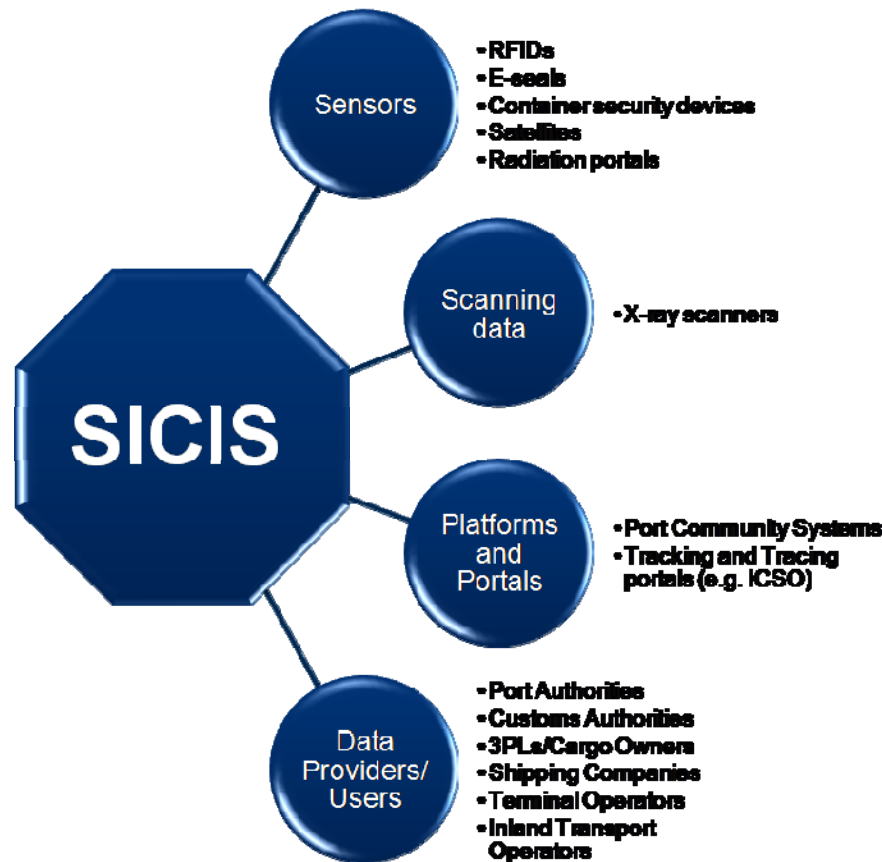 Sensors
• RFIDs
• E-seals
• Container security devices
• Satellites
• Radiation portals
Scanning
data
• X-ray scanners
SICIS
Platforms
and
Portals
• Port Community Systems
• Tracking and Tracing
portals (e.g. ICSO)
Data
Providers/
Users
• Port Authorities
• Customs Authorities
• 3PLs/Cargo Owners
• Shipping Companies
• Terminal Operators
• Inland Transport
Operators